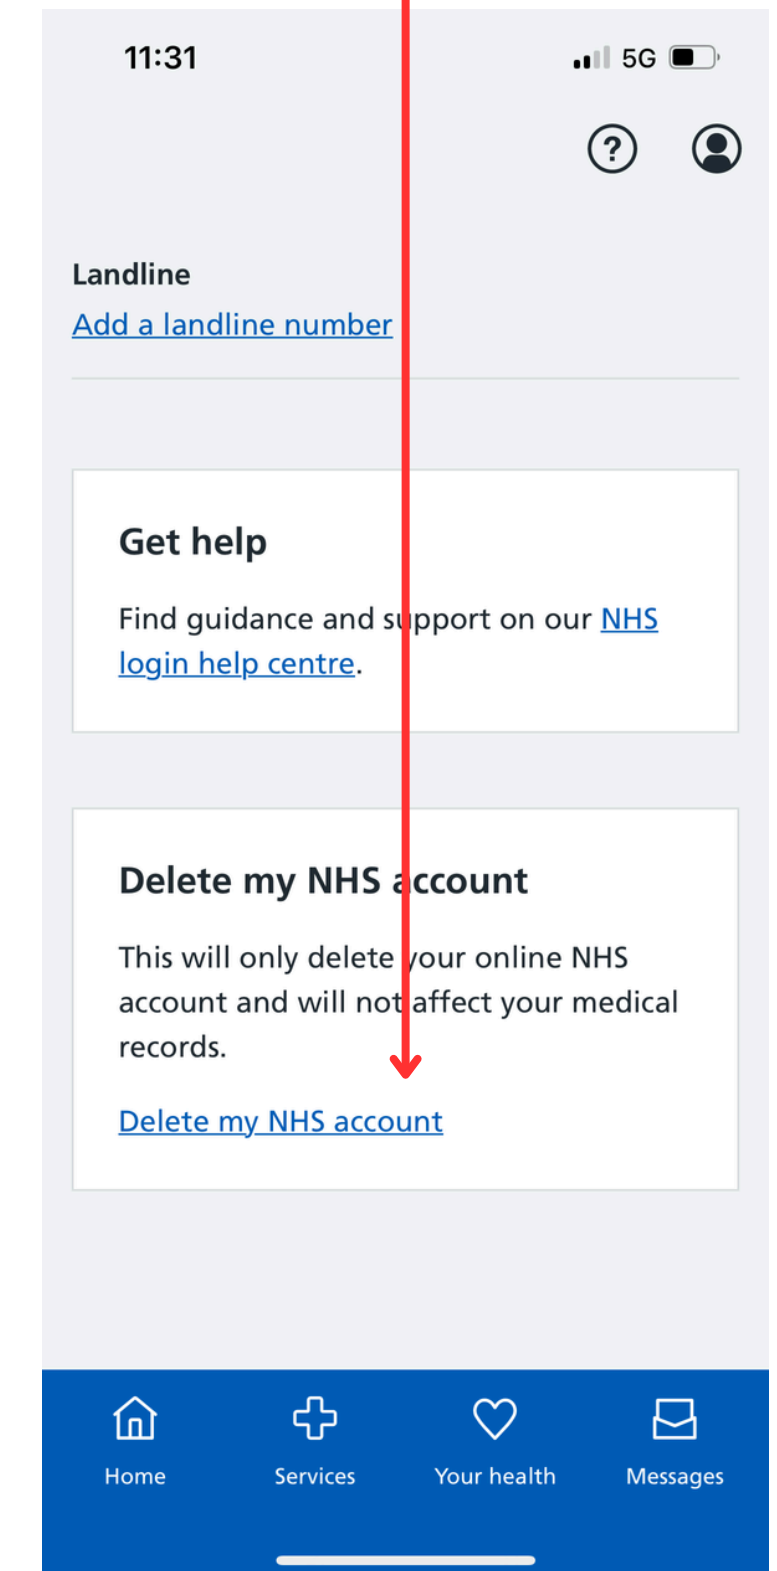 11:31
5G
?
Landline
Add a landline number
Get help
Find guidance and support on our NHS
login help centre.
Delete my NHS account
This will only delete your online NHS
account and will not affect your medical
records.
Delete my NHS account
Home Services Your health Messages